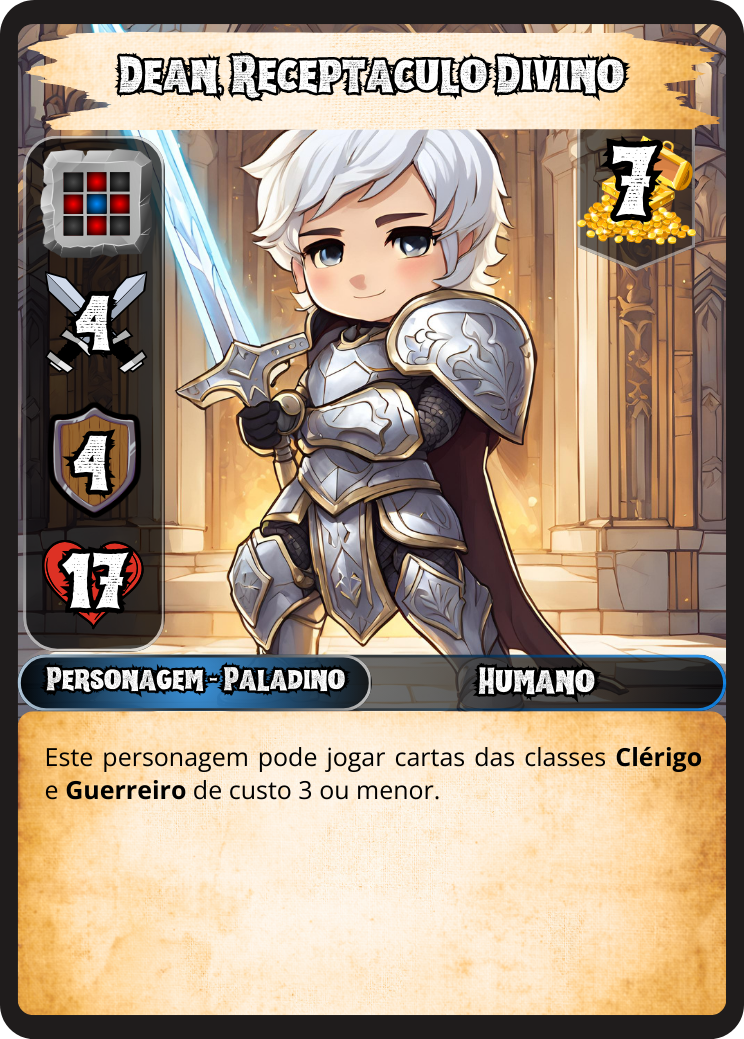 Dean, Receptaculo Divino
7
4
4
17
Personagem - Paladino
Humano
Este personagem pode jogar cartas das classes Clérigo
e Guerreiro de custo 3 ou menor.